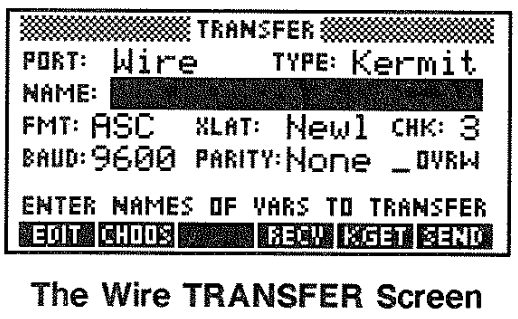 TRANSFER
PORT: Wire TYPE: Kermit
NAME:
FMT: ASC XLAT: Newl CHK: 3
BAUD: 9600 PARITY: None _OVRW
ENTER NAMES OF VARS TO TRANSFER
EDIT CHOOS RECV KGET SEND
The Wire TRANSFER Screen